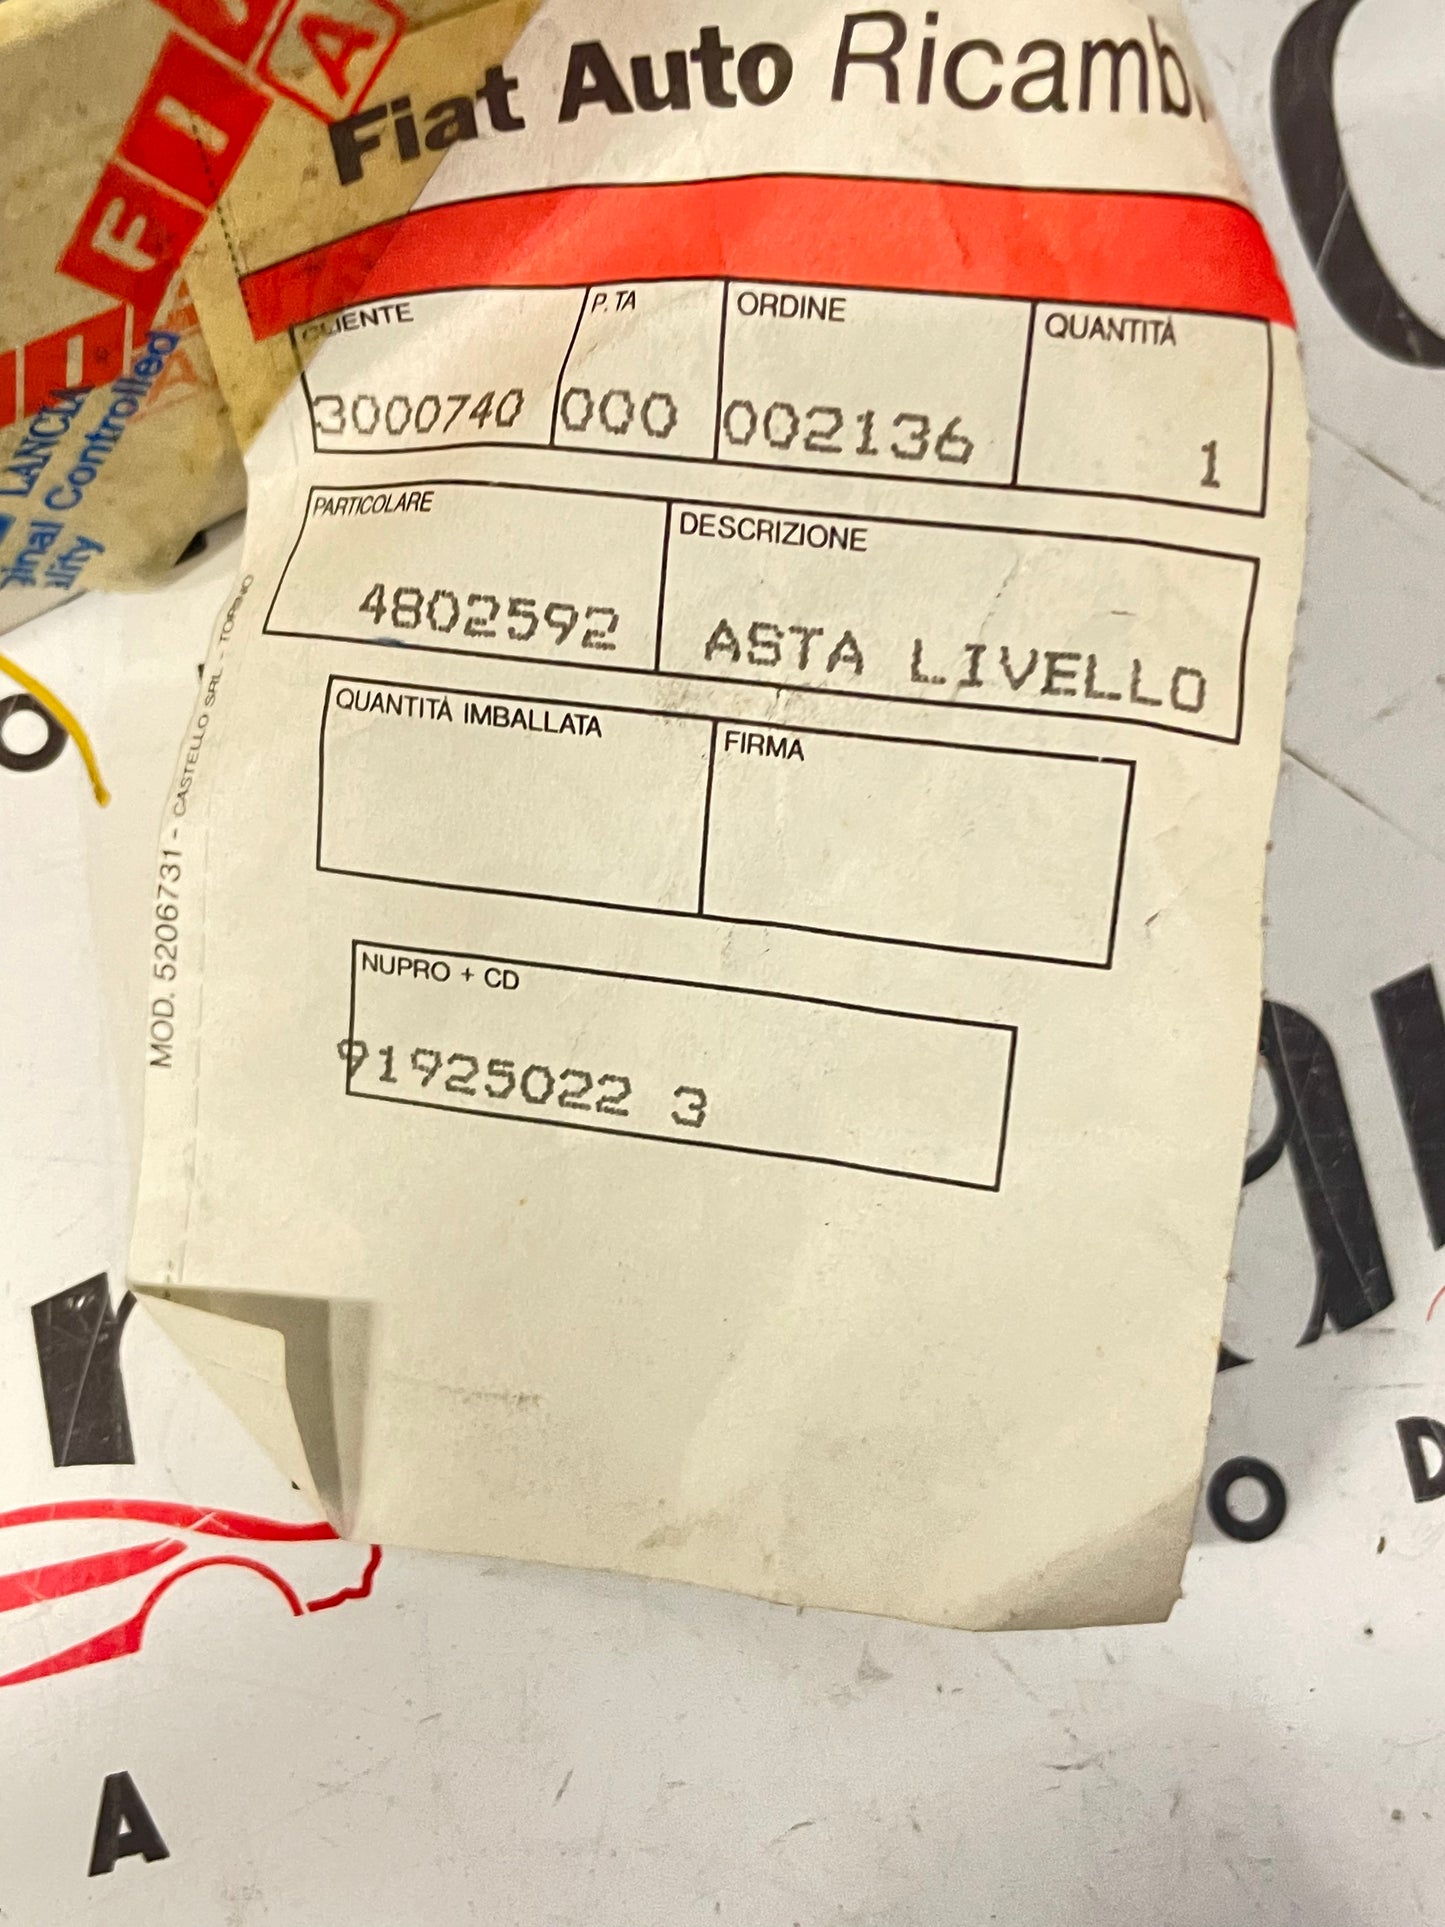 Fiat Auto Ricambi
CLIENTE P.TA ORDINE QUANTITÀ
3000740 000 002136 1
PARTICOLARE DESCRIZIONE
4802592 ASTA LIVELLO
QUANTITÀ IMBALLATA FIRMA
NUPRO + CD
91925022 3
MOD. 5206731 - CASTELLO SRL - TORINO
LANCIA
Controlled
A